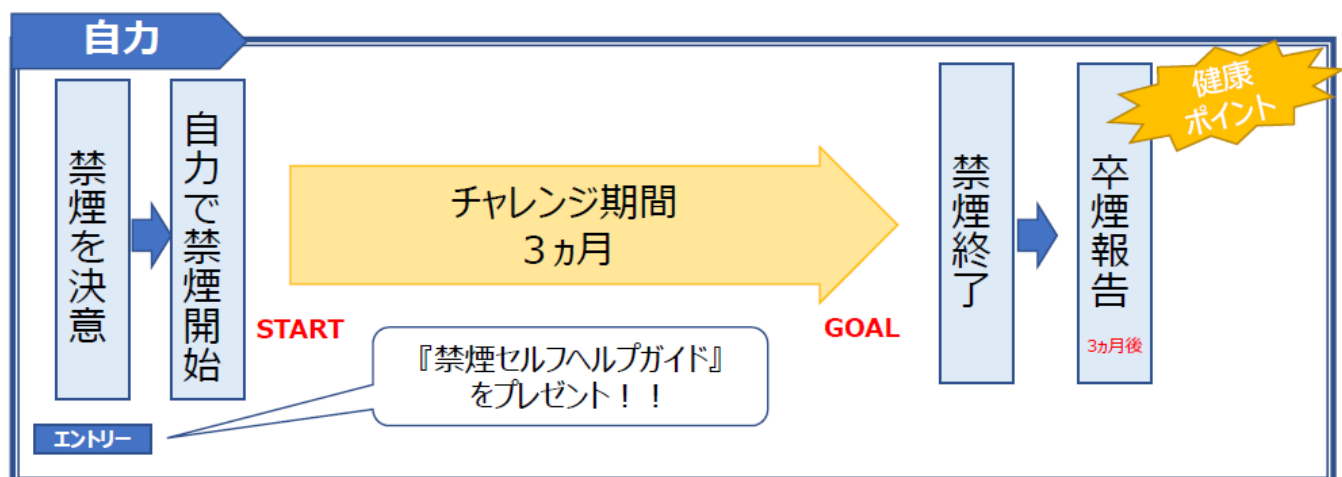 自力
禁煙を決意
自力で禁煙開始
チャレンジ期間
３ヵ月
禁煙終了
卒煙報告
3ヵ月後
健康
ポイント
START
GOAL
『禁煙セルフヘルプガイド』
をプレゼント！！
エントリー